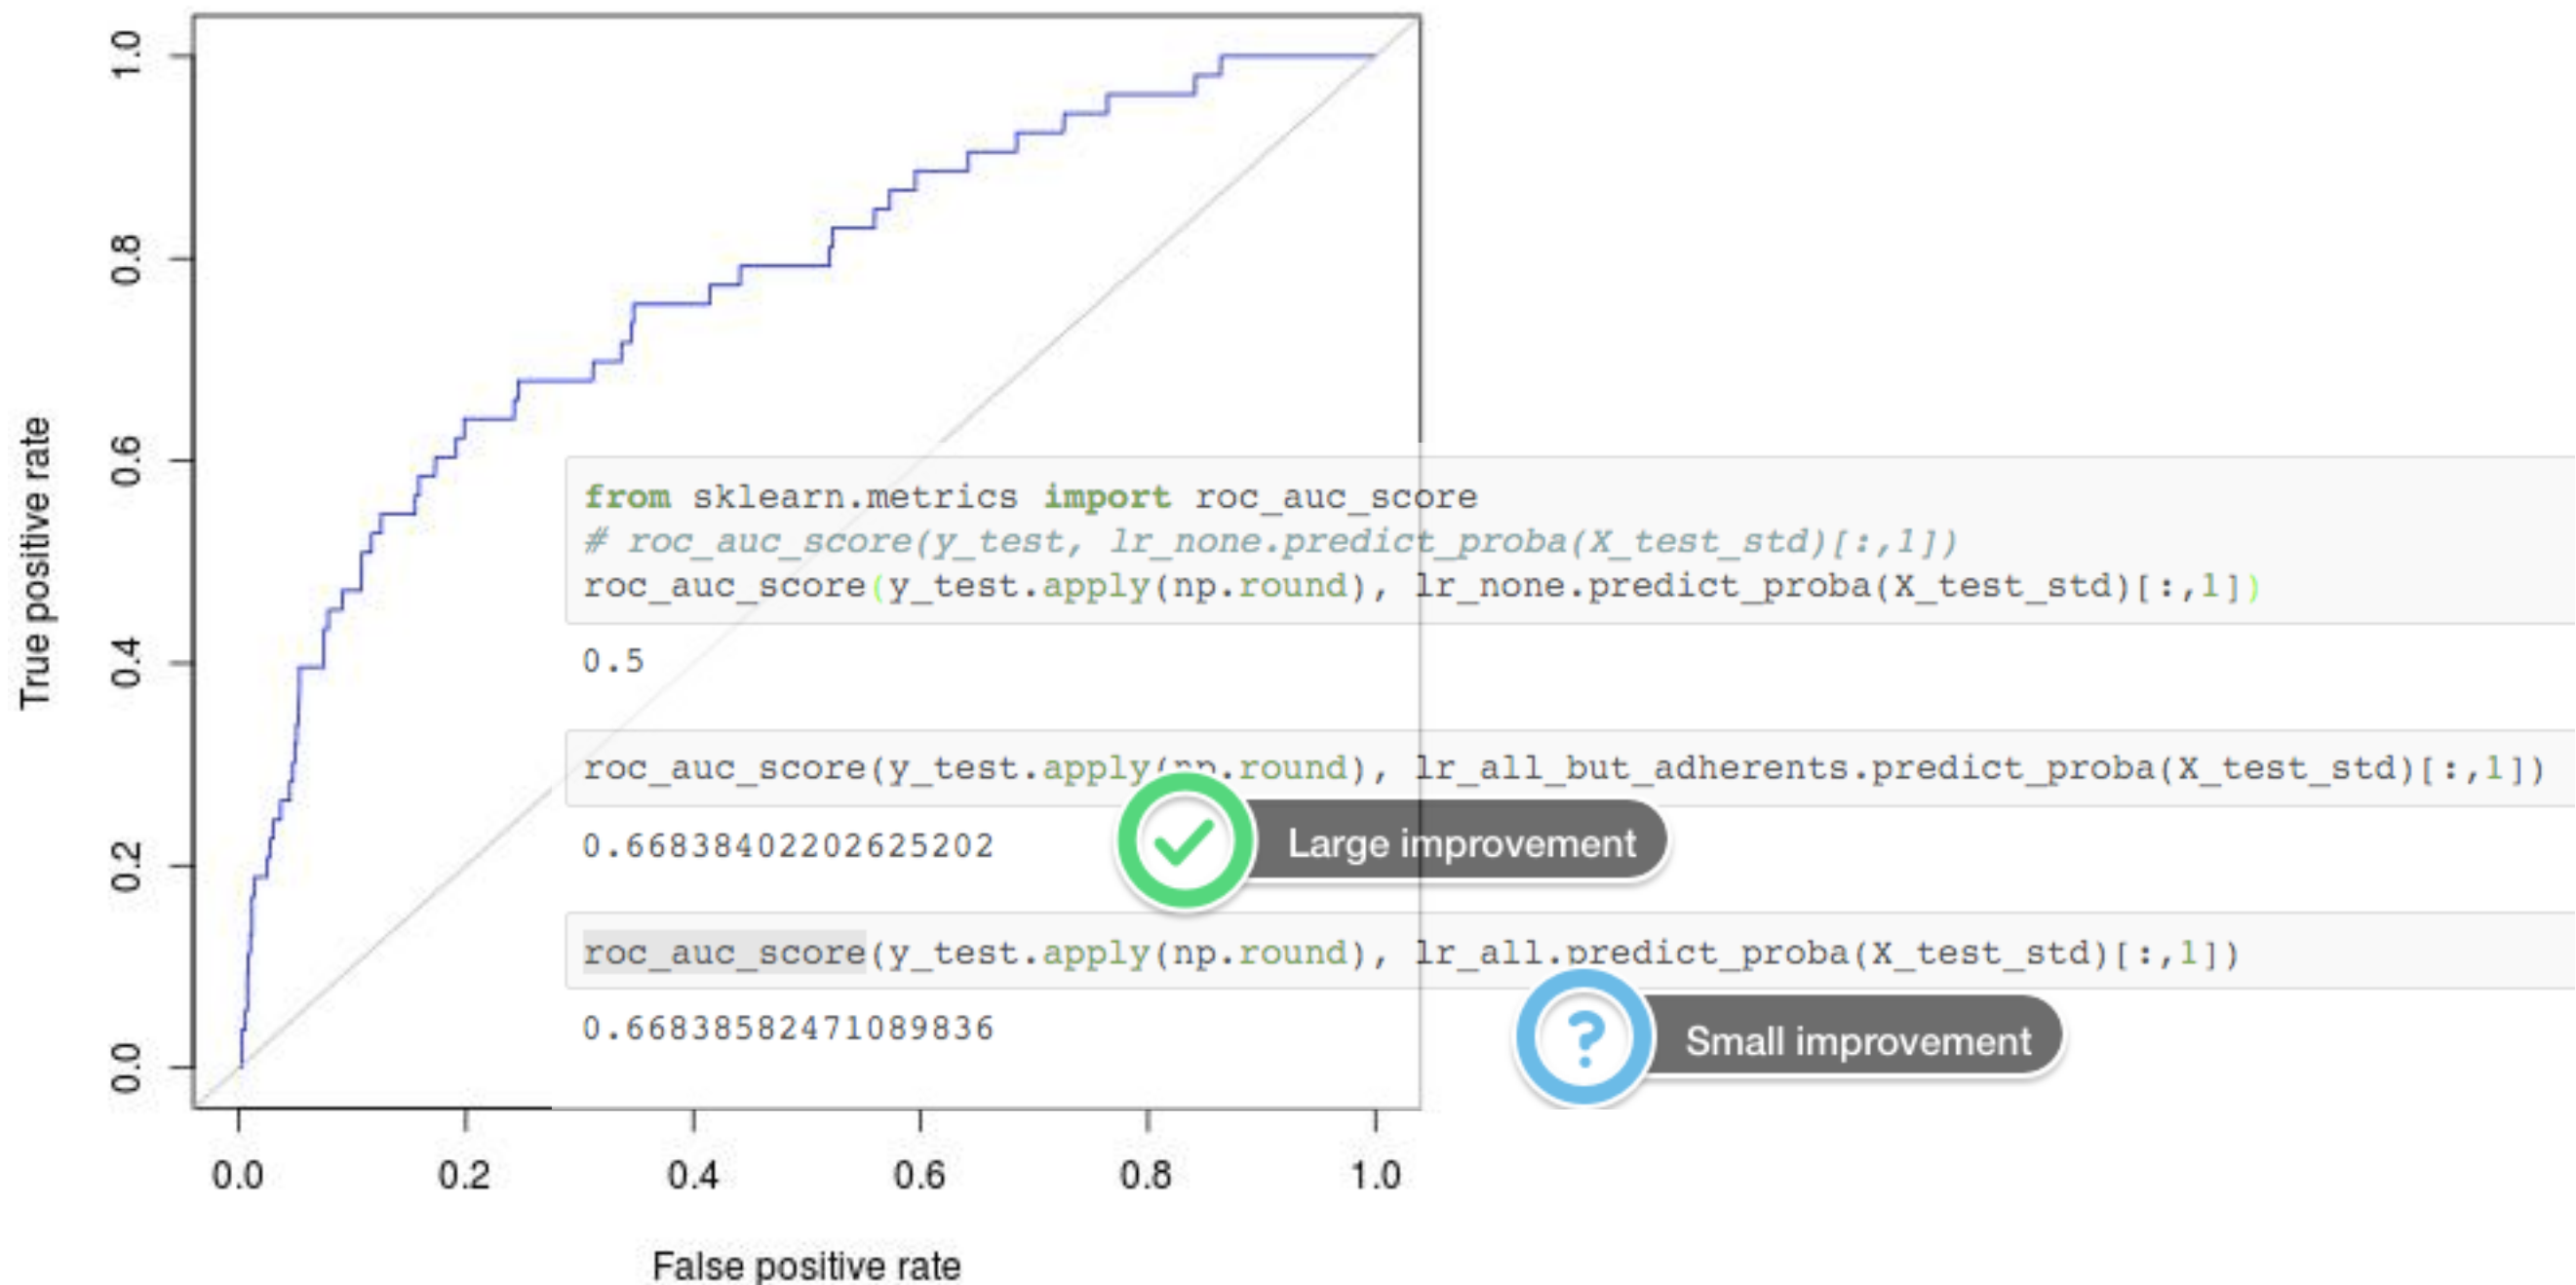 True positive rate
1.0
0.8
0.6
0.4
0.2
0.0
from sklearn.metrics import roc_auc_score
# roc_auc_score(y_test, lr_none.predict_proba(X_test_std)[:,1])
roc_auc_score(y_test.apply(np.round), lr_none.predict_proba(X_test_std)[:,1])
0.5
roc_auc_score(y_test.apply(np.round), lr_all_but_adherents.predict_proba(X_test_std)[:,1])
0.66838402202625202
Large improvement
roc_auc_score(y_test.apply(np.round), lr_all.predict_proba(X_test_std)[:,1])
0.66838582471089836
? Small improvement
0.0 0.2 0.4 0.6 0.8 1.0
False positive rate